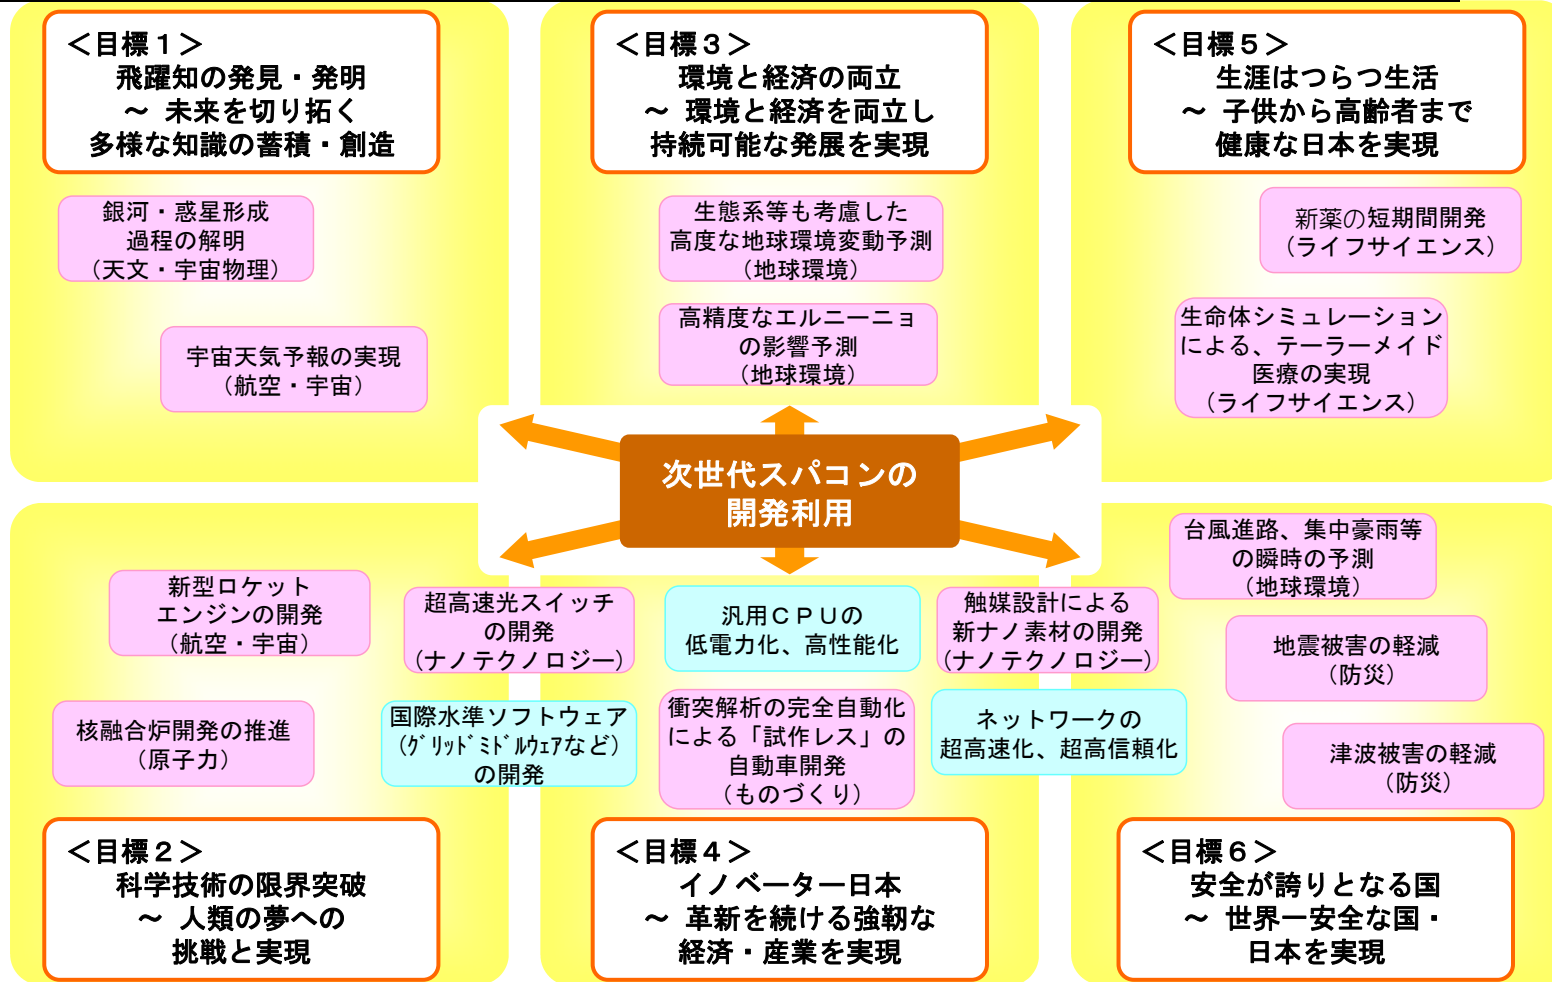 ＜目標１＞
飛躍知の発見・発明
～ 未来を切り拓く
多様な知識の蓄積・創造
銀河・惑星形成
過程の解明
（天文・宇宙物理）
宇宙天気予報の実現
（航空・宇宙）
＜目標３＞
環境と経済の両立
～ 環境と経済を両立し
持続可能な発展を実現
生態系等も考慮した
高度な地球環境変動予測
（地球環境）
高精度なエルニーニョ
の影響予測
（地球環境）
＜目標５＞
生涯はつらつ生活
～ 子供から高齢者まで
健康な日本を実現
新薬の短期間開発
（ライフサイエンス）
生命体シミュレーション
による、テーラーメイド
医療の実現
（ライフサイエンス）
次世代スパコンの
開発利用
新型ロケット
エンジンの開発
（航空・宇宙）
核融合炉開発の推進
（原子力）
超高速光スイッチ
の開発
（ナノテクノロジー）
国際水準ソフトウェア
（ｸﾞﾘｯﾄﾞﾐﾄﾞﾙｳｪｱなど）
の開発
＜目標２＞
科学技術の限界突破
～ 人類の夢への
挑戦と実現
汎用ＣＰＵの
低電力化、高性能化
衝突解析の完全自動化
による「試作レス」の
自動車開発
（ものづくり）
触媒設計による
新ナノ素材の開発
（ナノテクノロジー）
ネットワークの
超高速化、超高信頼化
＜目標４＞
イノベーター日本
～ 革新を続ける強靭な
経済・産業を実現
台風進路、集中豪雨等
の瞬時の予測
（地球環境）
地震被害の軽減
（防災）
津波被害の軽減
（防災）
＜目標６＞
安全が誇りとなる国
～ 世界一安全な国・
日本を実現